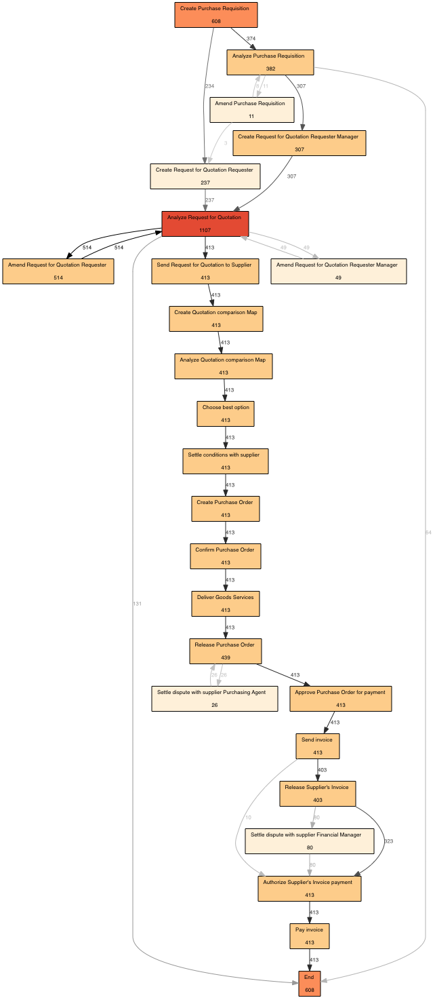 Create Purchase Requisition
608
374
Analyze Purchase Requisition
382
234
8
11
307
Amend Purchase Requisition
11
Create Request for Quotation Requester Manager
307
3
Create Request for Quotation Requester
237
307
237
Analyze Request for Quotation
1107
514
514
413
49
49
Amend Request for Quotation Requester
514
Send Request for Quotation to Supplier
413
Amend Request for Quotation Requester Manager
49
413
Create Quotation comparison Map
413
413
Analyze Quotation comparison Map
413
413
Choose best option
413
413
Settle conditions with supplier
413
413
Create Purchase Order
413
413
64
Confirm Purchase Order
413
413
Deliver Goods Services
413
131
413
Release Purchase Order
439
26
26
413
Settle dispute with supplier Purchasing Agent
26
Approve Purchase Order for payment
413
413
Send invoice
413
403
Release Supplier's Invoice
403
10
80
Settle dispute with supplier Financial Manager
80
323
80
Authorize Supplier's Invoice payment
413
413
Pay invoice
413
413
End
608